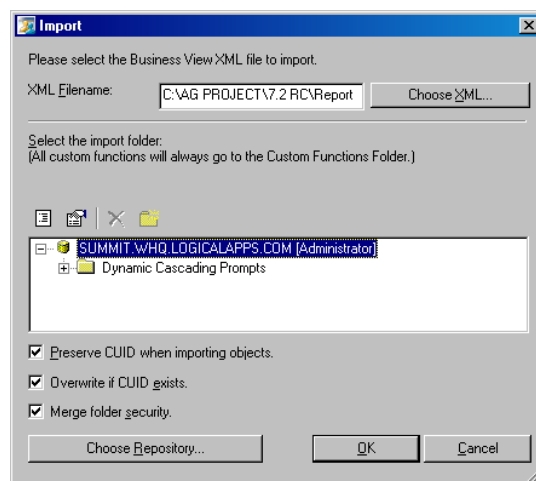 Import
Please select the Business View XML file to import.
XML Filename:
C:\AG PROJECT\7.2 RC\Report
Choose XML...
Select the import folder:
(All custom functions will always go to the Custom Functions Folder.)
SUMMIT.WHQ.LOGICALAPPS.COM (Administrator)
Dynamic Cascading Prompts
Preserve CUID when importing objects.
Overwrite if CUID exists.
Merge folder security.
Choose Repository...
OK
Cancel